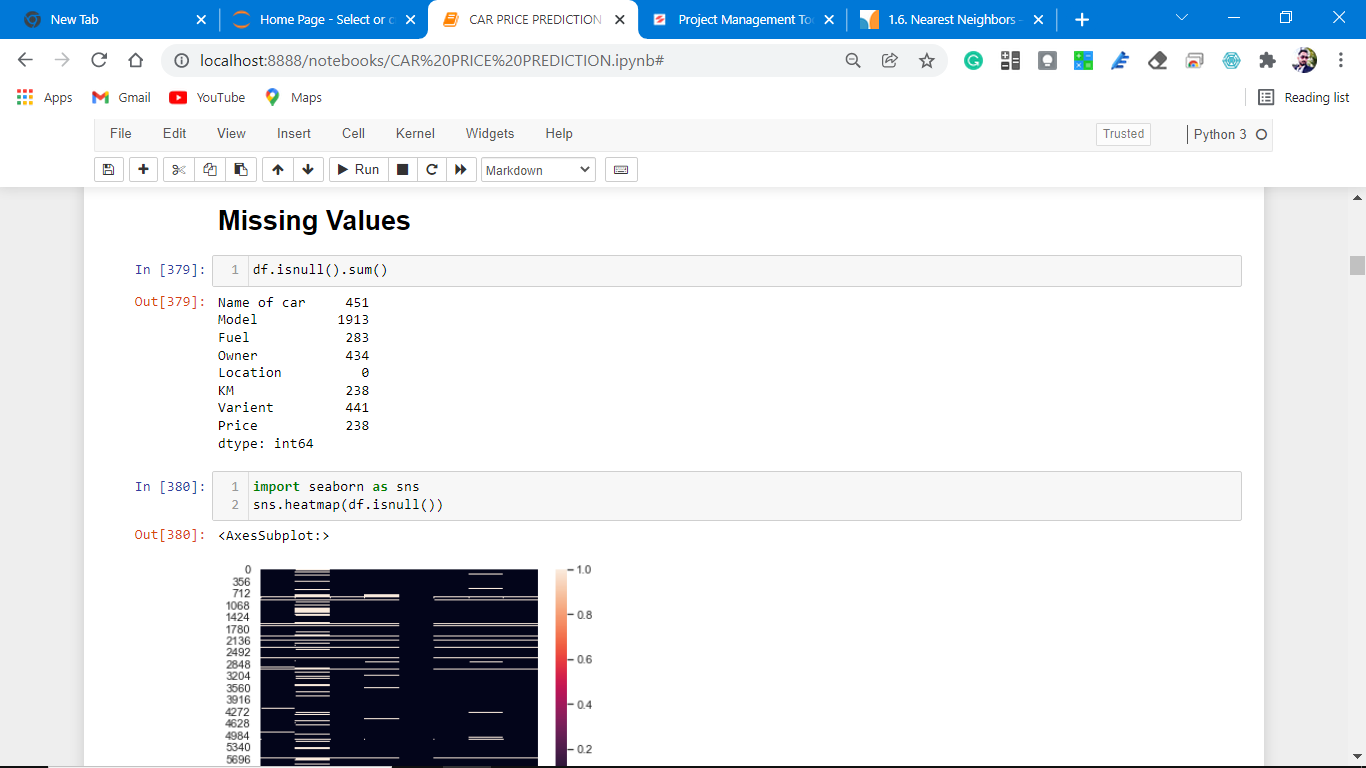 New Tab
Home Page - Select or c
CAR PRICE PREDICTION
Project Management Too
1.6. Nearest Neighbors -
localhost:8888/notebooks/CAR%20PRICE%20PREDICTION.ipynb#
Apps
Gmail
YouTube
Maps
Reading list
File Edit View Insert Cell Kernel Widgets Help
Trusted
Python 3
Run
Markdown
Missing Values
In [379]: 1 df.isnull().sum()
Out[379]: Name of car 451
Model 1913
Fuel 283
Owner 434
Location 0
KM 238
Varient 441
Price 238
dtype: int64
In [380]: 1 import seaborn as sns
2 sns.heatmap(df.isnull())
Out[380]: <AxesSubplot:>
0
356
712
1068
1424
1780
2136
2492
2848
3204
3560
3916
4272
4628
4984
5340
5696
1.0
0.8
0.6
0.4
0.2